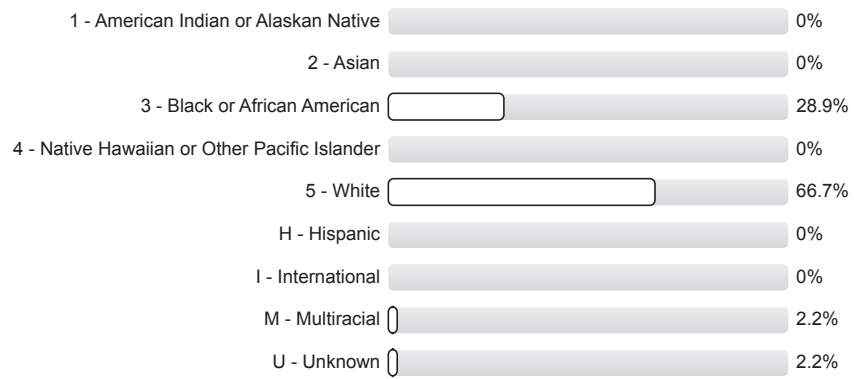 1 - American Indian or Alaskan Native 0%
2 - Asian 0%
3 - Black or African American 28.9%
4 - Native Hawaiian or Other Pacific Islander 0%
5 - White 66.7%
H - Hispanic 0%
I - International 0%
M - Multiracial 2.2%
U - Unknown 2.2%